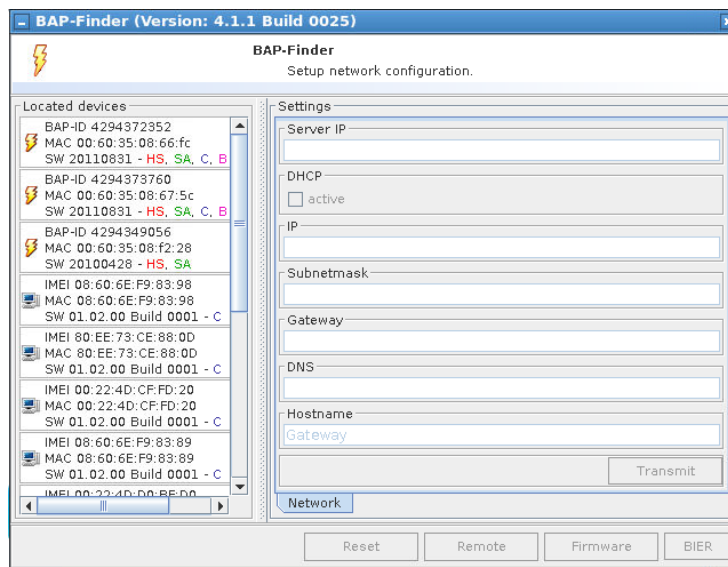 BAP-Finder (Version: 4.1.1 Build 0025)
BAP-Finder
Setup network configuration.
Located devices
BAP-ID 4294372352
MAC 00:60:35:08:66:fc
SW 20110831 - HS, SA, C, B
BAP-ID 4294373760
MAC 00:60:35:08:67:5c
SW 20110831 - HS, SA, C, B
BAP-ID 4294349056
MAC 00:60:35:08:f2:28
SW 20100428 - HS, SA
IMEI 08:60:6E:F9:83:98
MAC 08:60:6E:F9:83:98
SW 01.02.00 Build 0001 - C
IMEI 80:EE:73:CE:88:0D
MAC 80:EE:73:CE:88:0D
SW 01.02.00 Build 0001 - C
IMEI 00:22:4D:CF:FD:20
MAC 00:22:4D:CF:FD:20
SW 01.02.00 Build 0001 - C
IMEI 08:60:6E:F9:83:89
MAC 08:60:6E:F9:83:89
SW 01.02.00 Build 0001 - C
IMEI 00:22:4D:D0:BF:D0
Settings
Server IP
DHCP
active
IP
Subnetmask
Gateway
DNS
Hostname
Gateway
Transmit
Network
Reset
Remote
Firmware
BIER